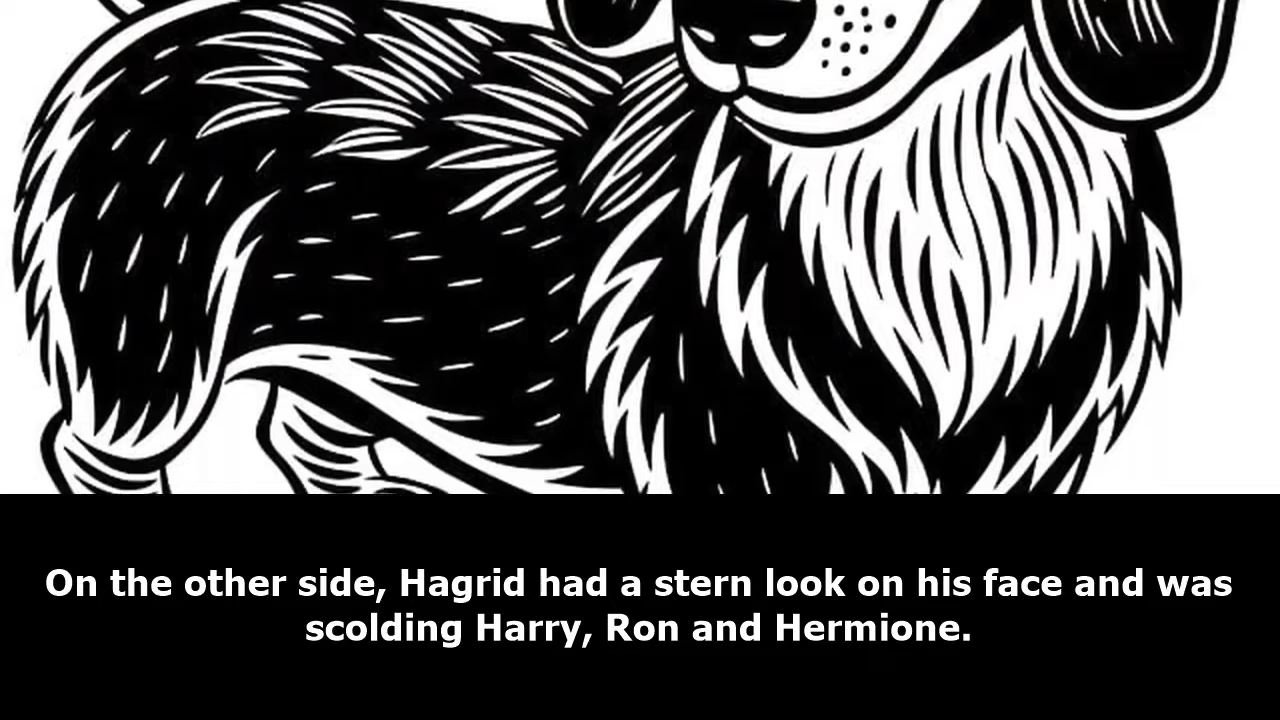 On the other side, Hagrid had a stern look on his face and was
scolding Harry, Ron and Hermione.